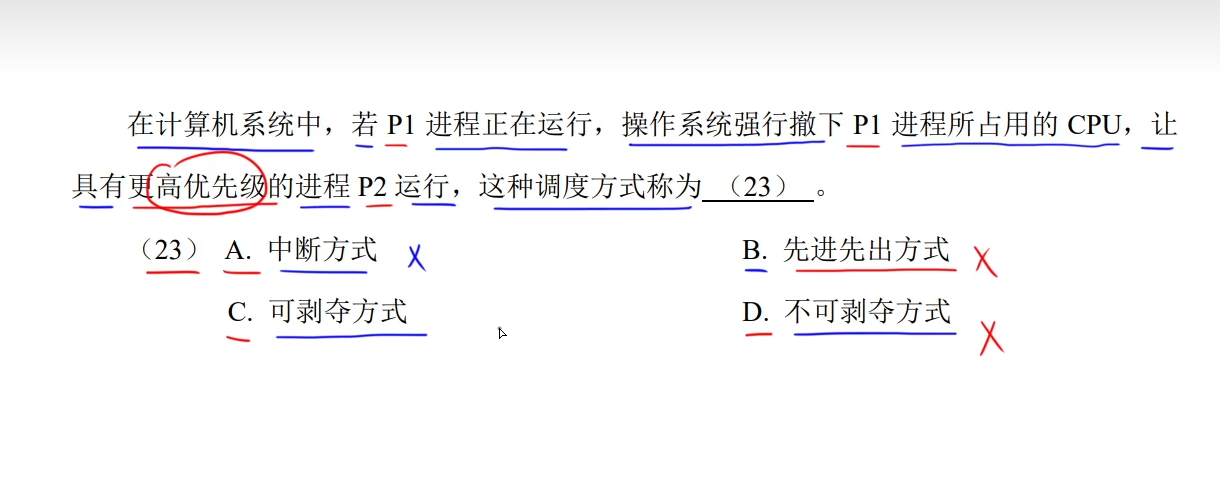 在计算机系统中，若 P1 进程正在运行，操作系统强行撤下 P1 进程所占用的 CPU，让
具有更高优先级的进程 P2 运行，这种调度方式称为 （23） 。
（23） A. 中断方式 X B. 先进先出方式 X
C. 可剥夺方式 D. 不可剥夺方式 X